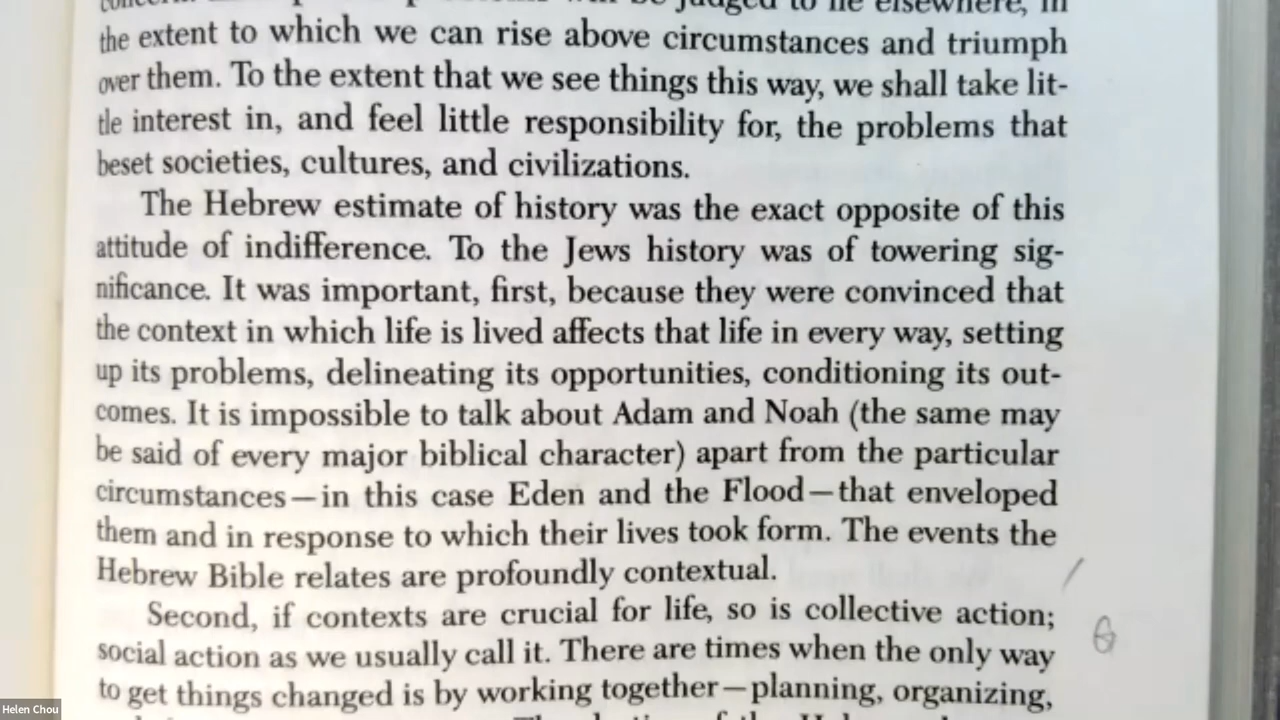 the extent to which we can rise above circumstances and triumph
over them. To the extent that we see things this way, we shall take lit-
tle interest in, and feel little responsibility for, the problems that
beset societies, cultures, and civilizations.
The Hebrew estimate of history was the exact opposite of this
attitude of indifference. To the Jews history was of towering sig-
nificance. It was important, first, because they were convinced that
the context in which life is lived affects that life in every way, setting
up its problems, delineating its opportunities, conditioning its out-
comes. It is impossible to talk about Adam and Noah (the same may
be said of every major biblical character) apart from the particular
circumstances—in this case Eden and the Flood—that enveloped
them and in response to which their lives took form. The events the
Hebrew Bible relates are profoundly contextual.
Second, if contexts are crucial for life, so is collective action;
social action as we usually call it. There are times when the only way
to get things changed is by working together—planning, organizing,
Helen Chou